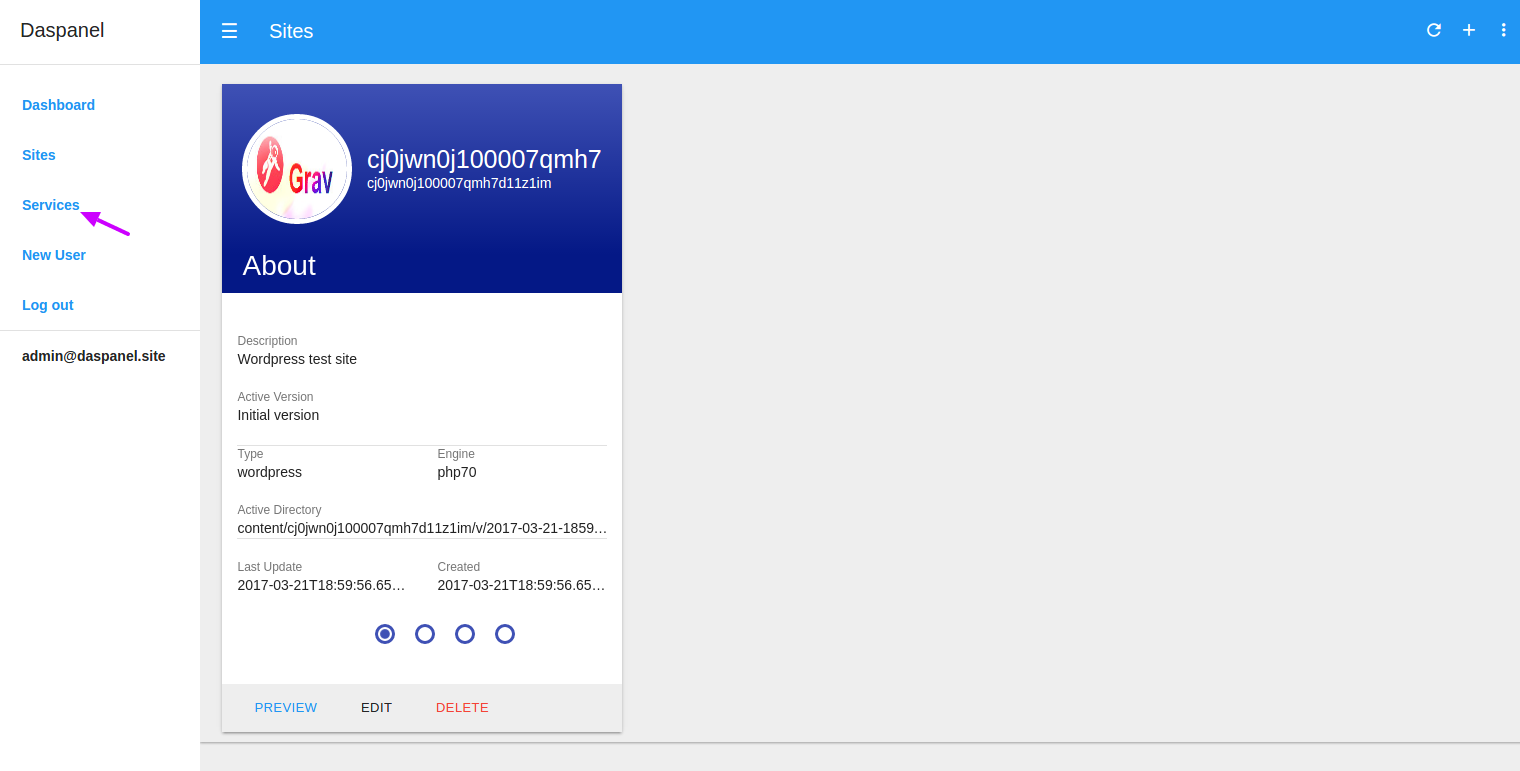 Daspanel
Sites
Dashboard
Sites
Services
New User
Log out
admin@daspanel.site
Grav
cj0jwn0j100007qmh7
cj0jwn0j100007qmh7d11z1im
About
Description
Wordpress test site
Active Version
Initial version
Type Engine
wordpress php70
Active Directory
content/cj0jwn0j100007qmh7d11z1im/v/2017-03-21-1859…
Last Update Created
2017-03-21T18:59:56.65… 2017-03-21T18:59:56.65…
PREVIEW EDIT DELETE